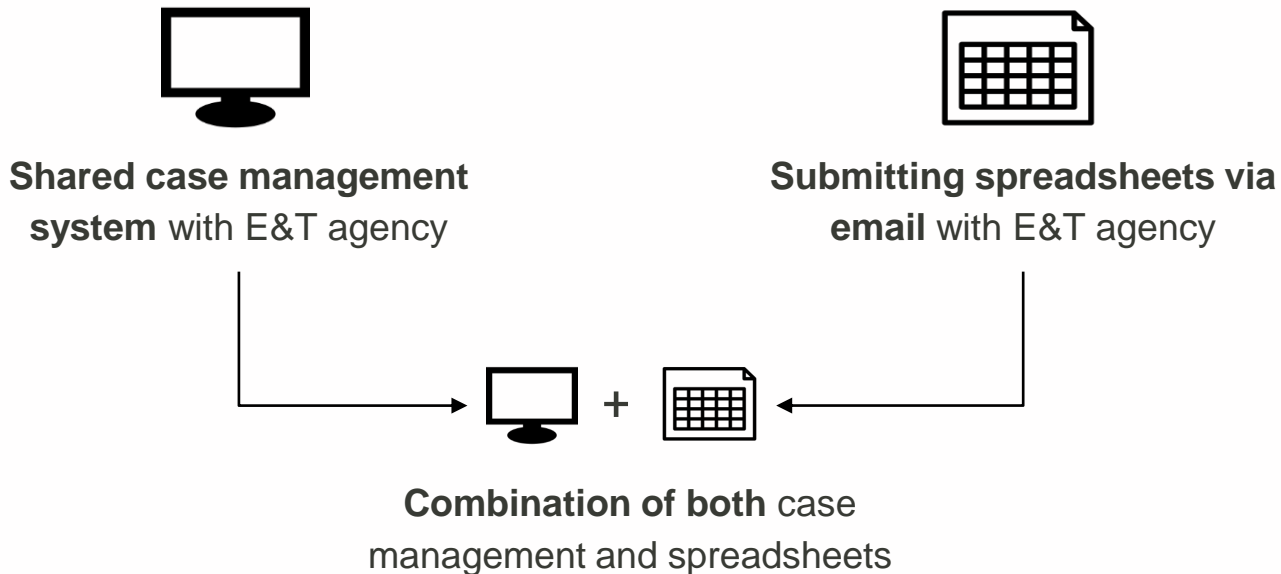 Shared case management
system with E&T agency
Submitting spreadsheets via
email with E&T agency
+
Combination of both case
management and spreadsheets